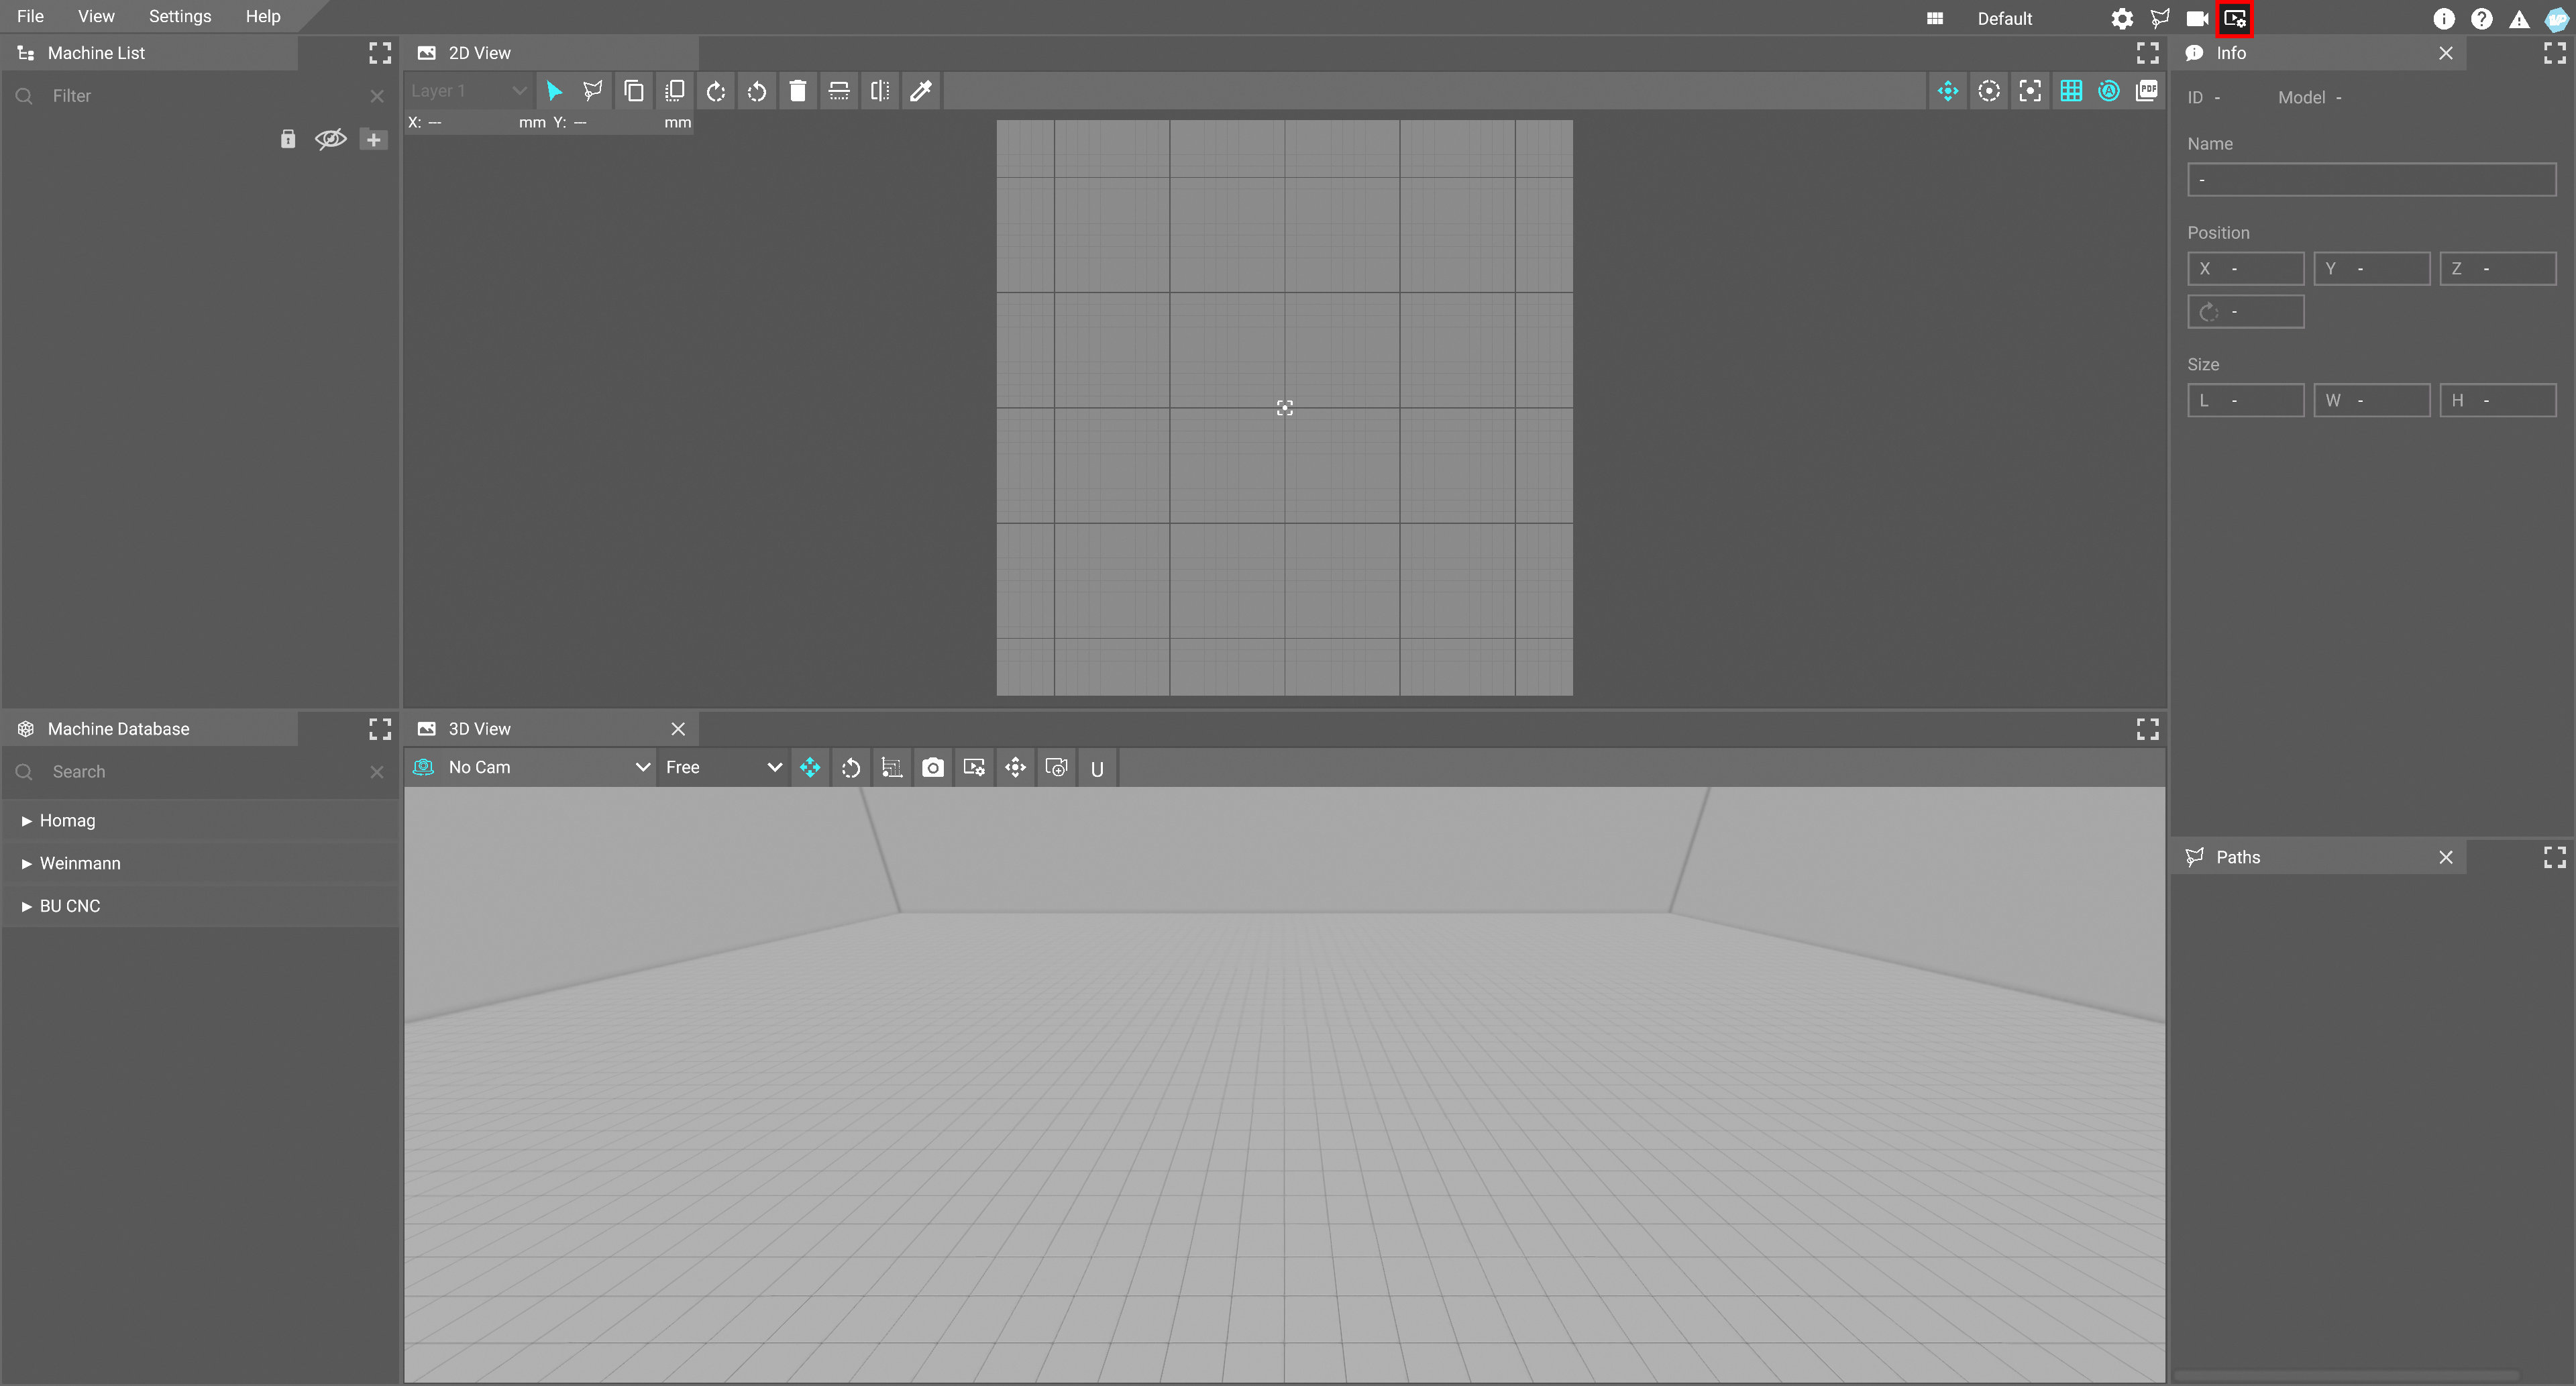 File View Settings Help Default
Machine List
Filter
2D View
Layer 1
PDF
X: --- mm Y: --- mm
Info
ID - Model -
Name
-
Position
X - Y - Z -
-
Size
L - W - H -
Machine Database
Search
Homag
Weinmann
BU CNC
3D View
No Cam Free U
Paths